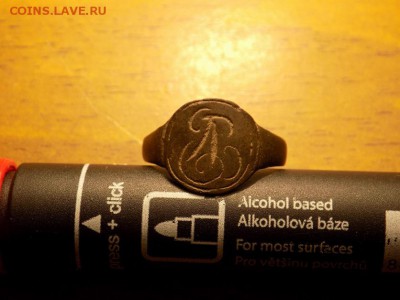 COINS.LAVE.RU
press + click
Alcohol based
Alkoholová báze
For most surfaces
Pro většinu povrchů